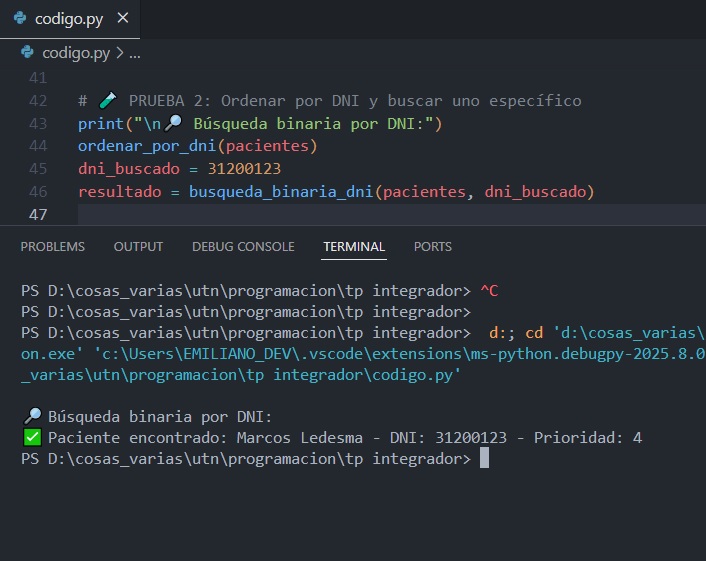 codigo.py ×
codigo.py > ...
41
42 # 🧪 PRUEBA 2: Ordenar por DNI y buscar uno específico
43 print("\n🔎 Búsqueda binaria por DNI:")
44 ordenar_por_dni(pacientes)
45 dni_buscado = 31200123
46 resultado = busqueda_binaria_dni(pacientes, dni_buscado)
47
PROBLEMS OUTPUT DEBUG CONSOLE TERMINAL PORTS
PS D:\cosas_varias\utn\programacion\tp integrador> ^C
PS D:\cosas_varias\utn\programacion\tp integrador>
PS D:\cosas_varias\utn\programacion\tp integrador>  d:; cd 'd:\cosas_varias\
on.exe' 'c:\Users\EMILIANO_DEV\.vscode\extensions\ms-python.debugpy-2025.8.0
_varias\utn\programacion\tp integrador\codigo.py'
🔎 Búsqueda binaria por DNI:
✅ Paciente encontrado: Marcos Ledesma - DNI: 31200123 - Prioridad: 4
PS D:\cosas_varias\utn\programacion\tp integrador>